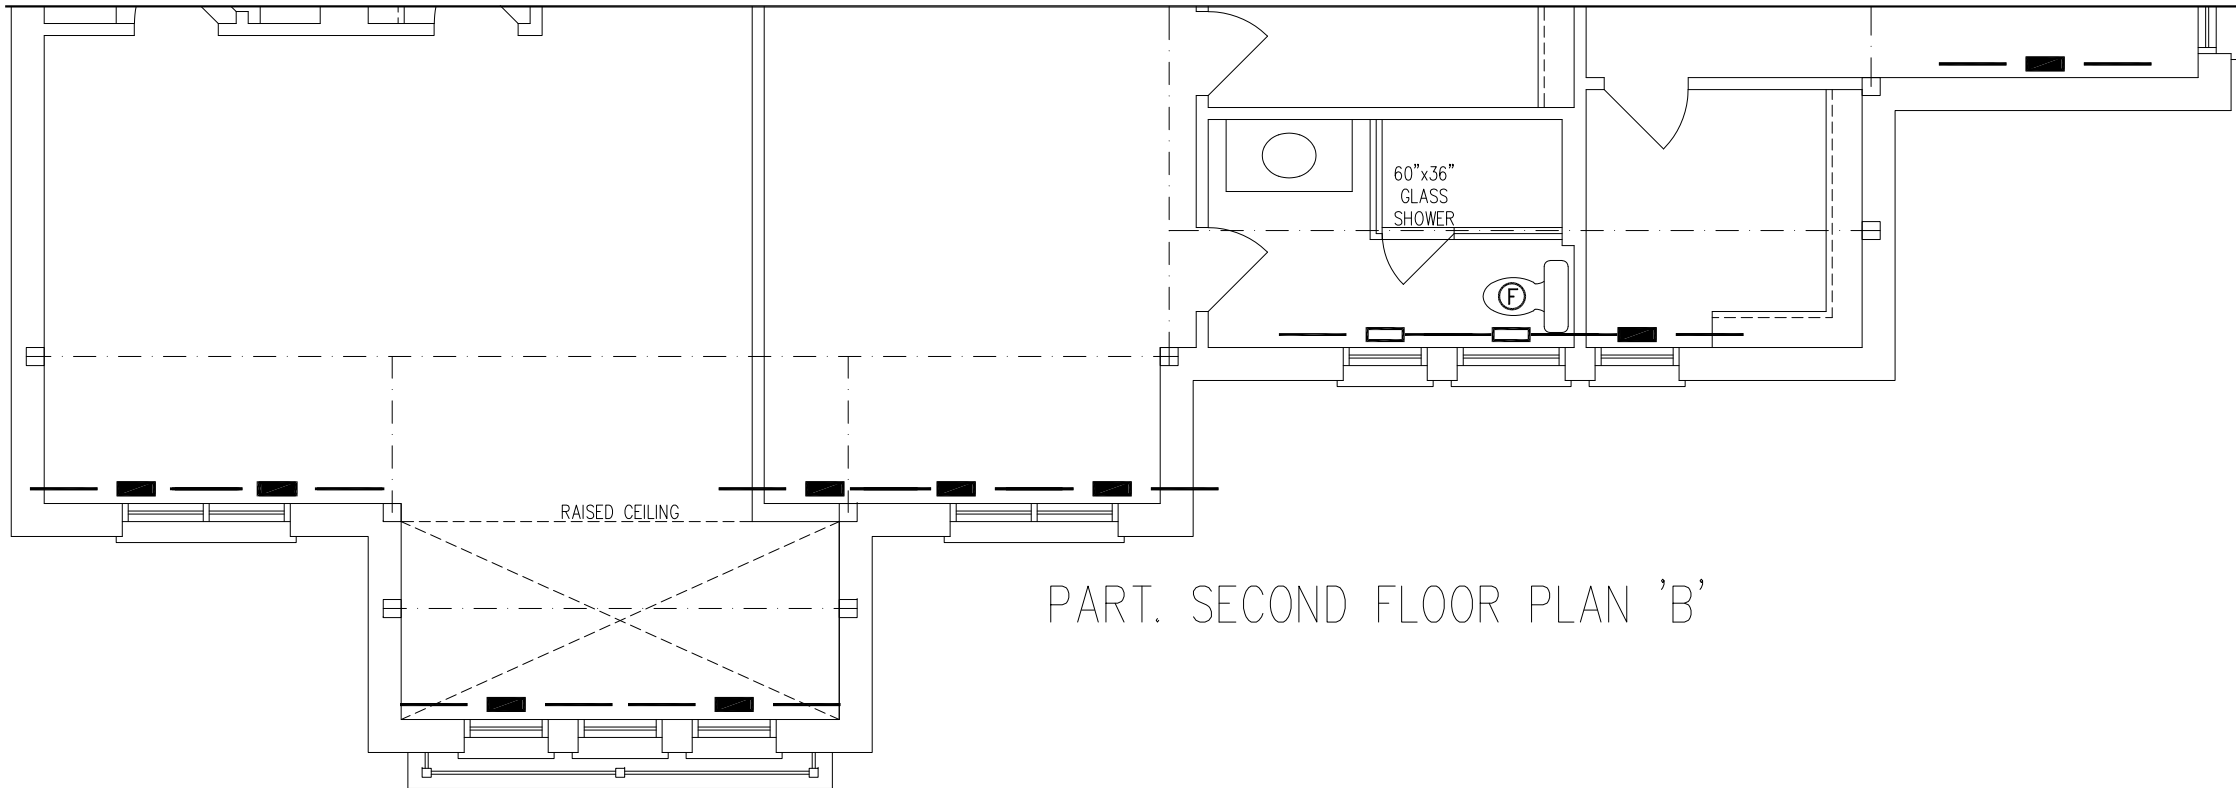 60"x36"
GLASS
SHOWER
F
RAISED CEILING
PART. SECOND FLOOR PLAN 'B'